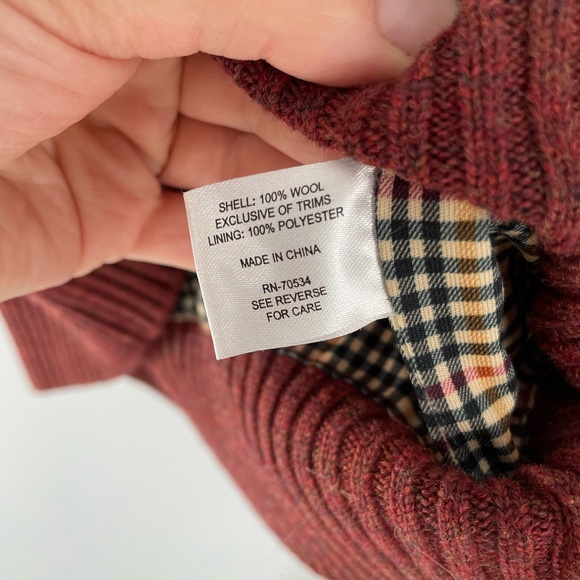 SHELL: 100% WOOL
EXCLUSIVE OF TRIMS
LINING: 100% POLYESTER
MADE IN CHINA
RN-70534
SEE REVERSE
FOR CARE